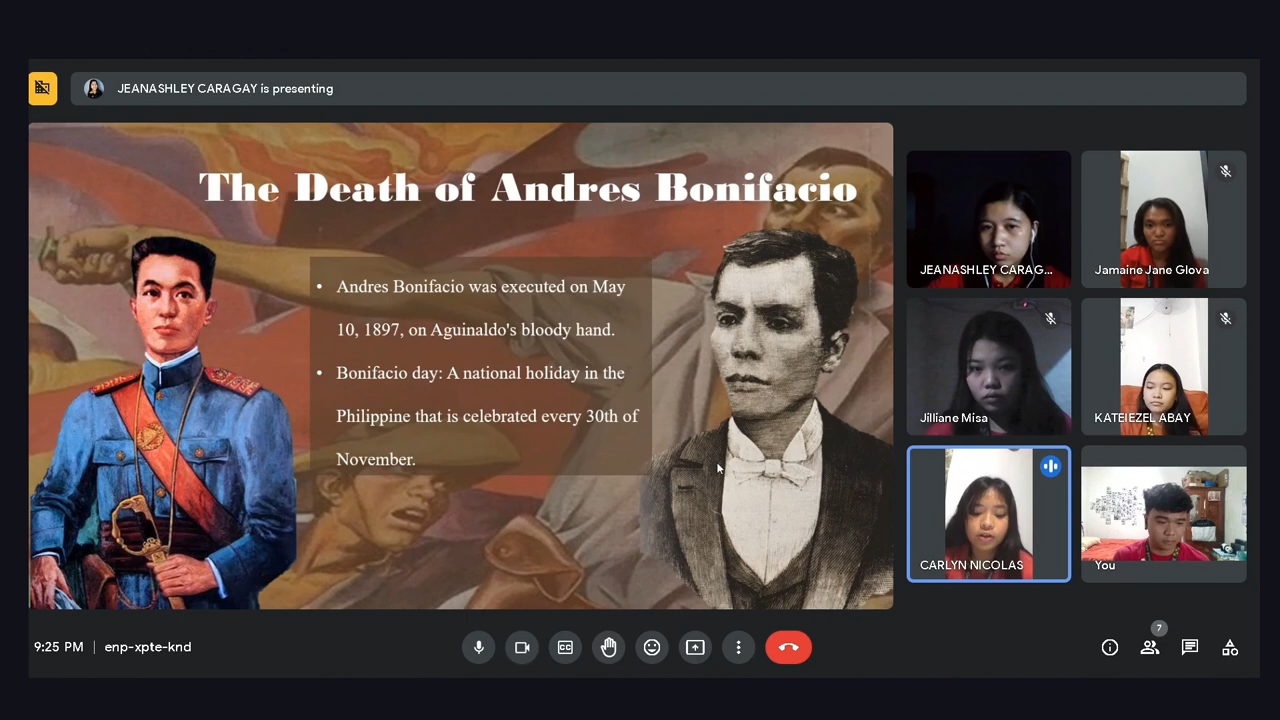 JEANASHLEY CARAGAY is presenting
The Death of Andres Bonifacio
• Andres Bonifacio was executed on May
10, 1897, on Aguinaldo's bloody hand.
• Bonifacio day: A national holiday in the
Philippine that is celebrated every 30th of
November.
JEANASHLEY CARAG...
Jamaine Jane Glova
Jilliane Misa
KATEIEZEL ABAY
CARLYN NICOLAS
You
9:25 PM | enp-xpte-knd
CC
7